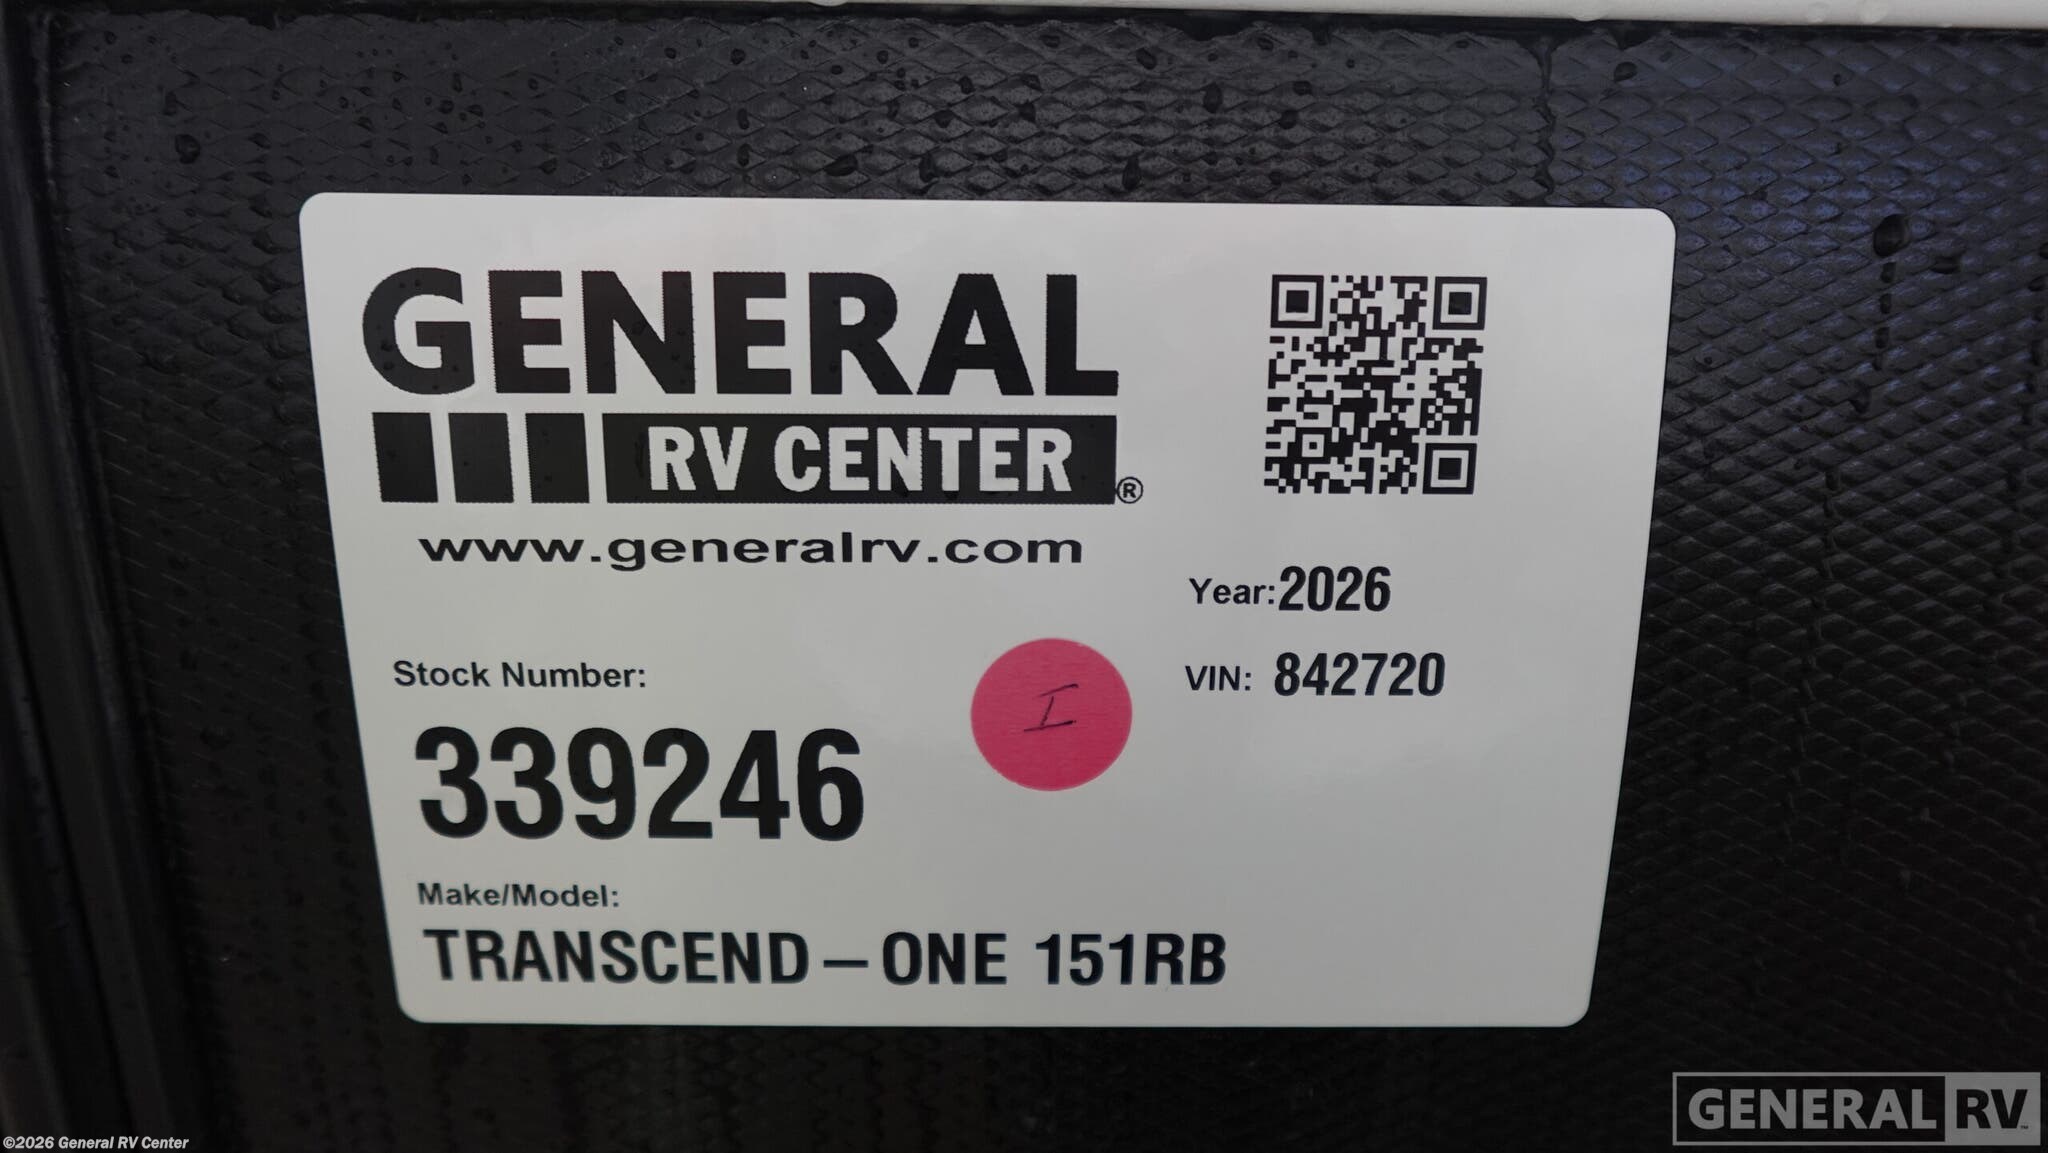 GENERAL
RV CENTER®
www.generalrv.com
Year: 2026
VIN: 842720
Stock Number:
339246
I
Make/Model:
TRANSCEND-ONE 151RB
©2026 General RV Center
GENERAL RV™